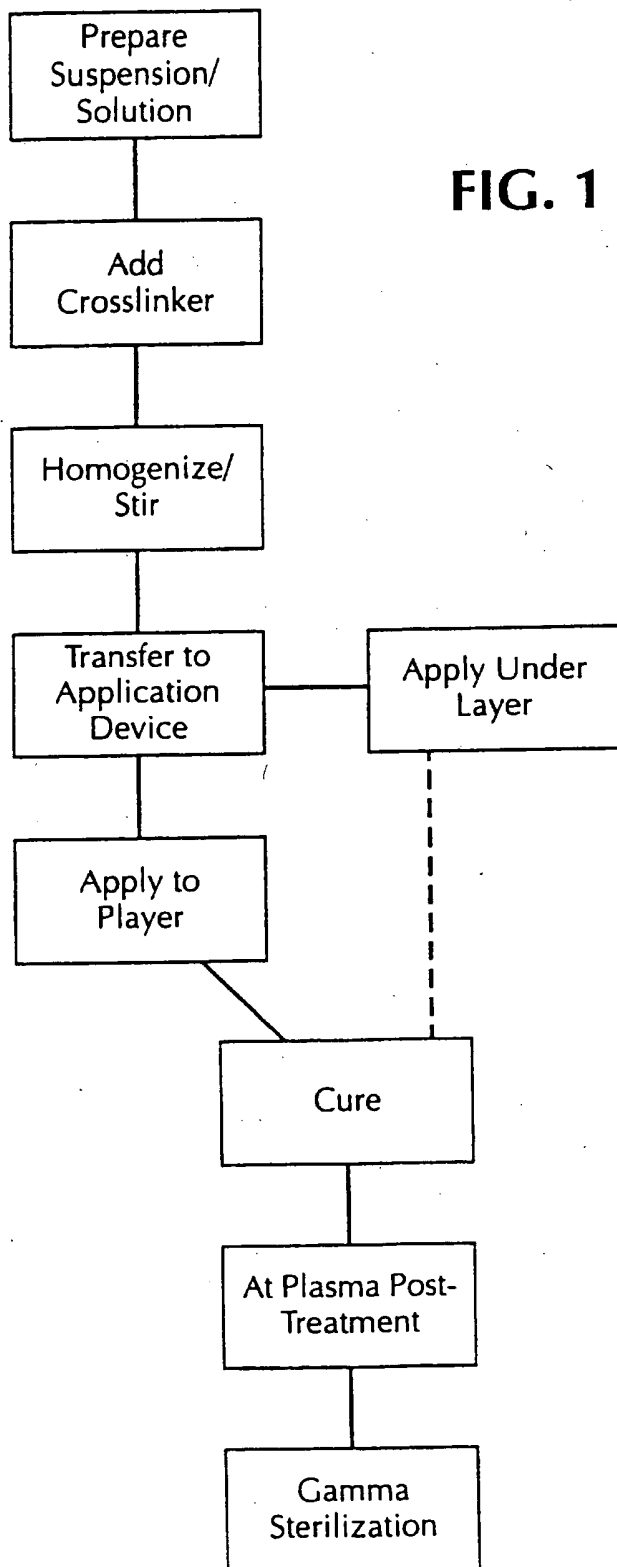 Prepare
Suspension/
Solution
FIG. 1
Add
Crosslinker
Homogenize/
Stir
Transfer to
Application
Device
Apply Under
Layer
Apply to
Player
Cure
At Plasma Post-
Treatment
Gamma
Sterilization